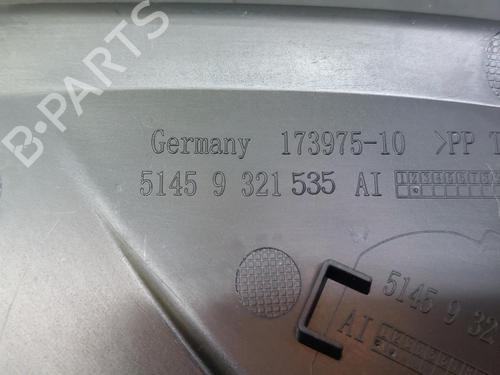 B-PARTS
Germany 173975-10 >PP T
5145 9 321 535 AI
5145 9 32
AI